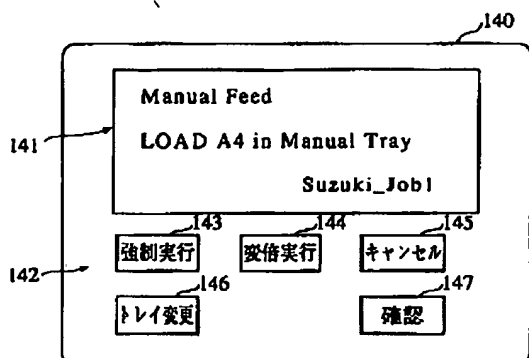 140
Manual Feed
LOAD A4 in Manual Tray
141
Suzuki_Job1
143 144 145
強制実行 変倍実行 キャンセル
142
146 147
トレイ変更 確認